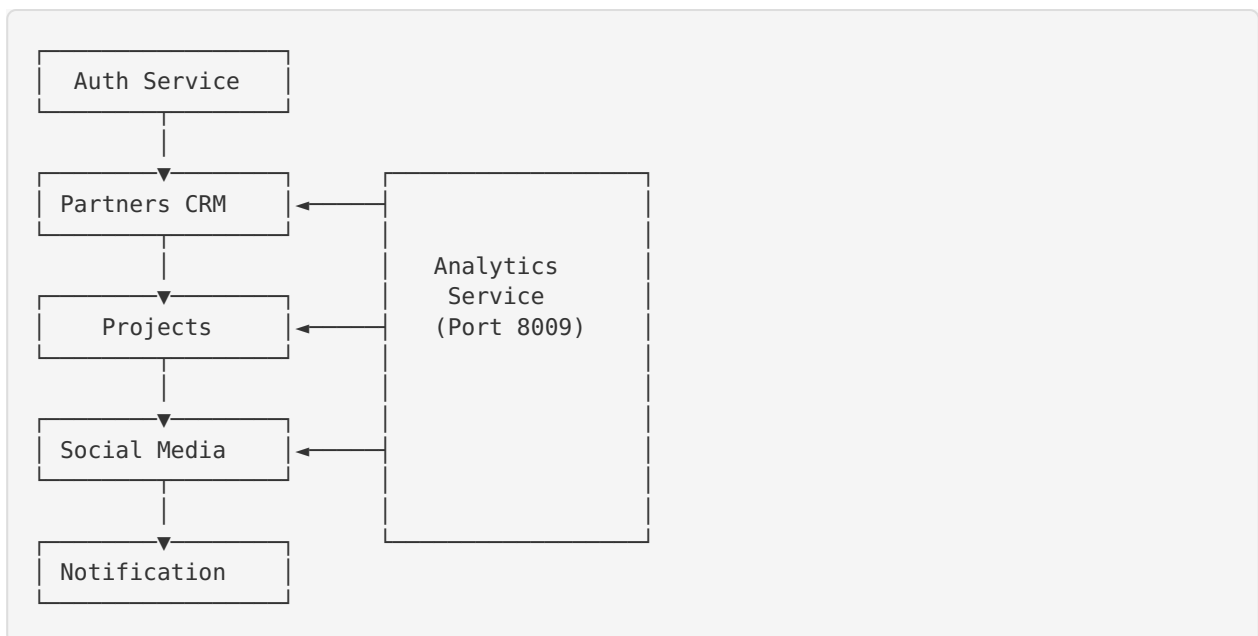 Auth Service
Partners CRM
Analytics
Service
Projects
(Port 8009)
Social Media
Notification